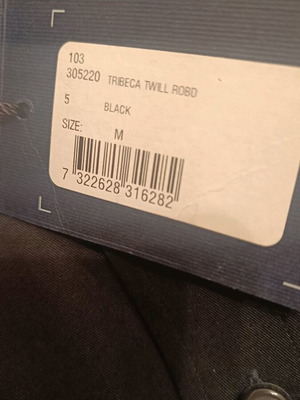 103
305220 TRIBECA TWILL ROBD
5 BLACK
SIZE: M
7 322628 316282